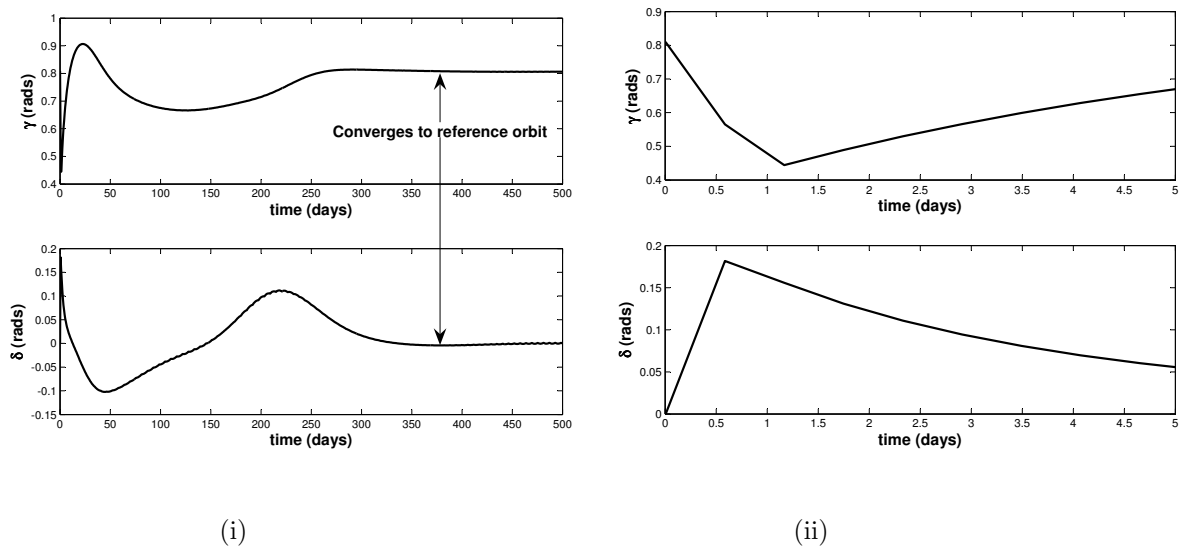 1
0.9
0.8
0.7
0.6
0.5
0.4
γ (rads)
Converges to reference orbit
0 50 100 150 200 250 300 350 400 450 500
time (days)
0.2
0.15
0.1
0.05
0
-0.05
-0.1
-0.15
δ (rads)
0 50 100 150 200 250 300 350 400 450 500
time (days)
(i)
0.9
0.8
0.7
0.6
0.5
0.4
γ (rads)
0 0.5 1 1.5 2 2.5 3 3.5 4 4.5 5
time (days)
0.2
0.15
0.1
0.05
0
δ (rads)
0 0.5 1 1.5 2 2.5 3 3.5 4 4.5 5
time (days)
(ii)